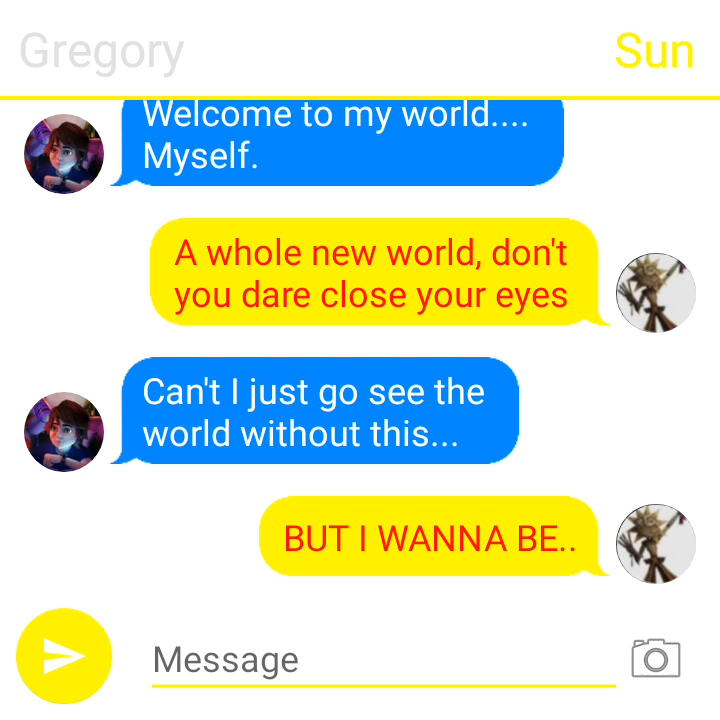 Gregory
Sun
Welcome to my world....
Myself.
A whole new world, don't
you dare close your eyes
Can't I just go see the
world without this...
BUT I WANNA BE..
Message